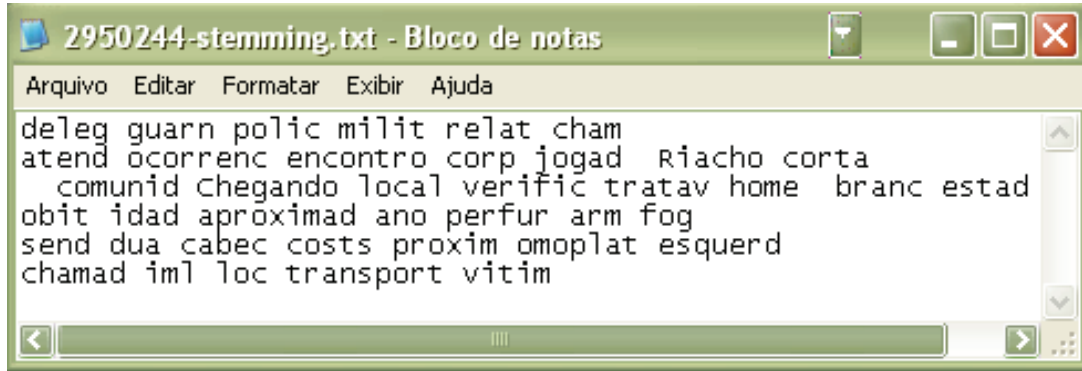 2950244-stemming.txt - Bloco de notas
Arquivo Editar Formatar Exibir Ajuda
deleg guarn polic milit relat cham
atend ocorrenc encontro corp jogad Riacho corta
comunid Chegando local verific tratav home branc estad
obit idad aproximad ano perfur arm fog
send dua cabec costs proxim omoplat esquerd
chamad iml loc transport vitim